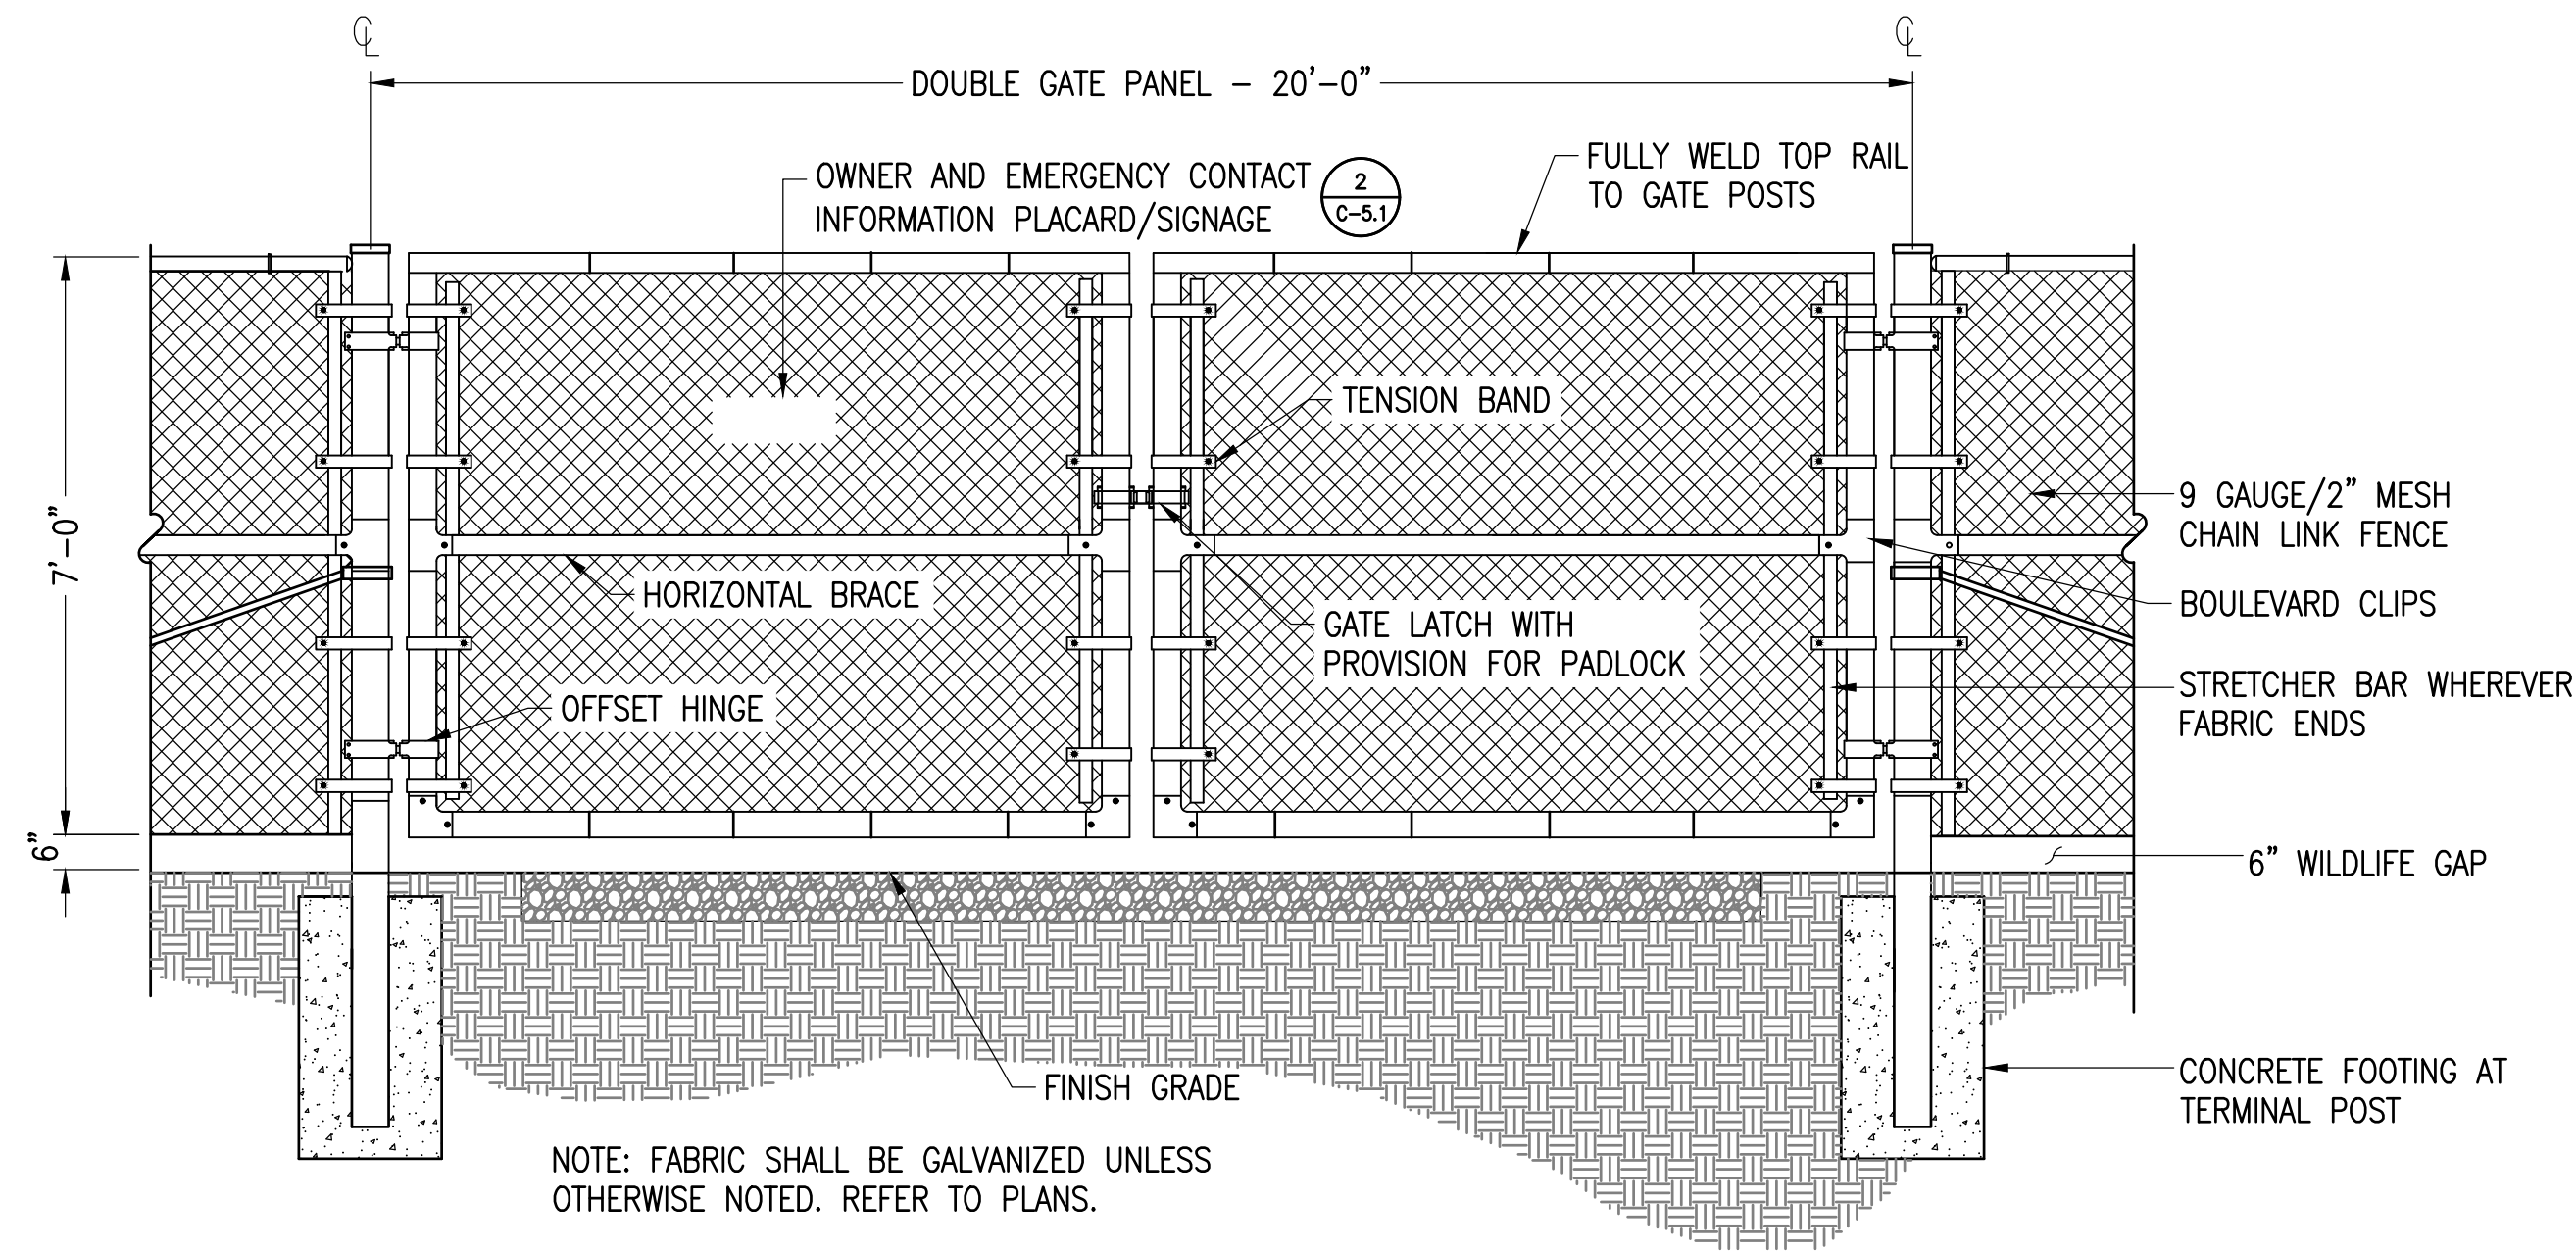 ℄
℄
DOUBLE GATE PANEL - 20'-0"
OWNER AND EMERGENCY CONTACT
INFORMATION PLACARD/SIGNAGE
2
C-5.1
FULLY WELD TOP RAIL
TO GATE POSTS
TENSION BAND
9 GAUGE/2" MESH
CHAIN LINK FENCE
7'-0"
HORIZONTAL BRACE
BOULEVARD CLIPS
GATE LATCH WITH
PROVISION FOR PADLOCK
OFFSET HINGE
STRETCHER BAR WHEREVER
FABRIC ENDS
6"
6" WILDLIFE GAP
FINISH GRADE
CONCRETE FOOTING AT
TERMINAL POST
NOTE: FABRIC SHALL BE GALVANIZED UNLESS
OTHERWISE NOTED. REFER TO PLANS.